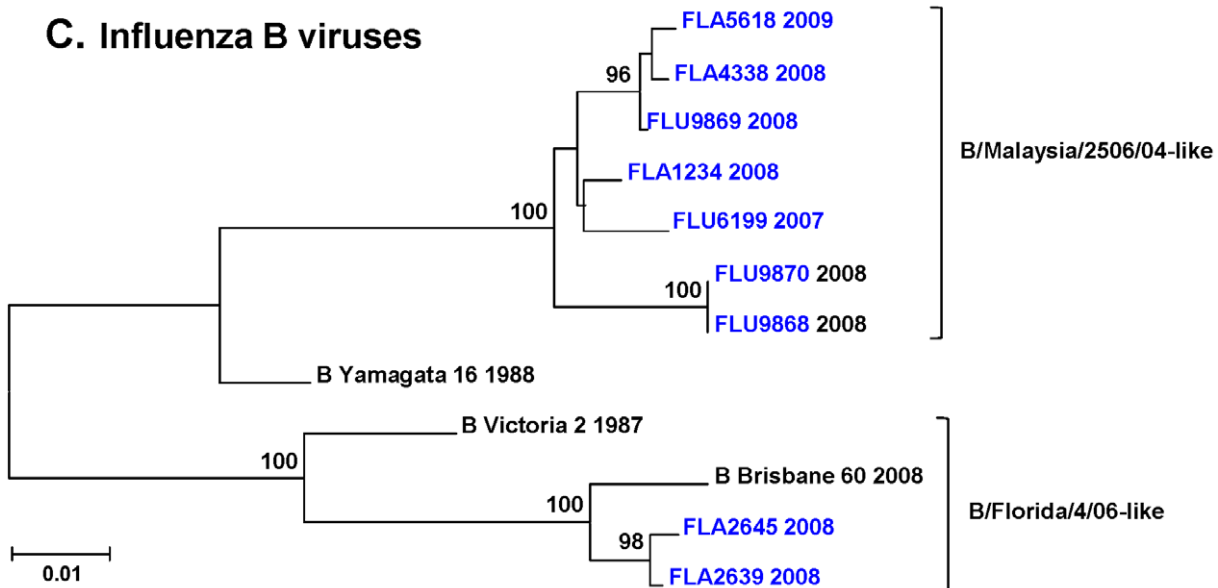 C. Influenza B viruses
FLA5618 2009
96
FLA4338 2008
FLU9869 2008
B/Malaysia/2506/04-like
FLA1234 2008
100
FLU6199 2007
FLU9870 2008
100
FLU9868 2008
B Yamagata 16 1988
B Victoria 2 1987
100
B Brisbane 60 2008
100
B/Florida/4/06-like
FLA2645 2008
98
0.01
FLA2639 2008